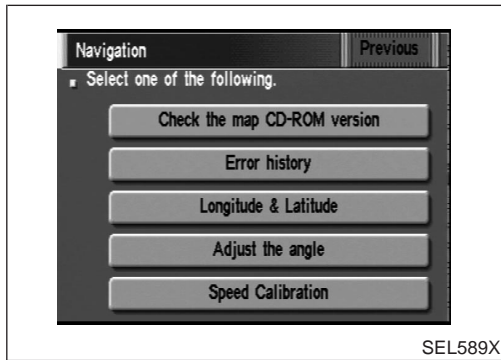 Navigation
Previous
Select one of the following.
Check the map CD-ROM version
Error history
Longitude & Latitude
Adjust the angle
Speed Calibration
SEL589X